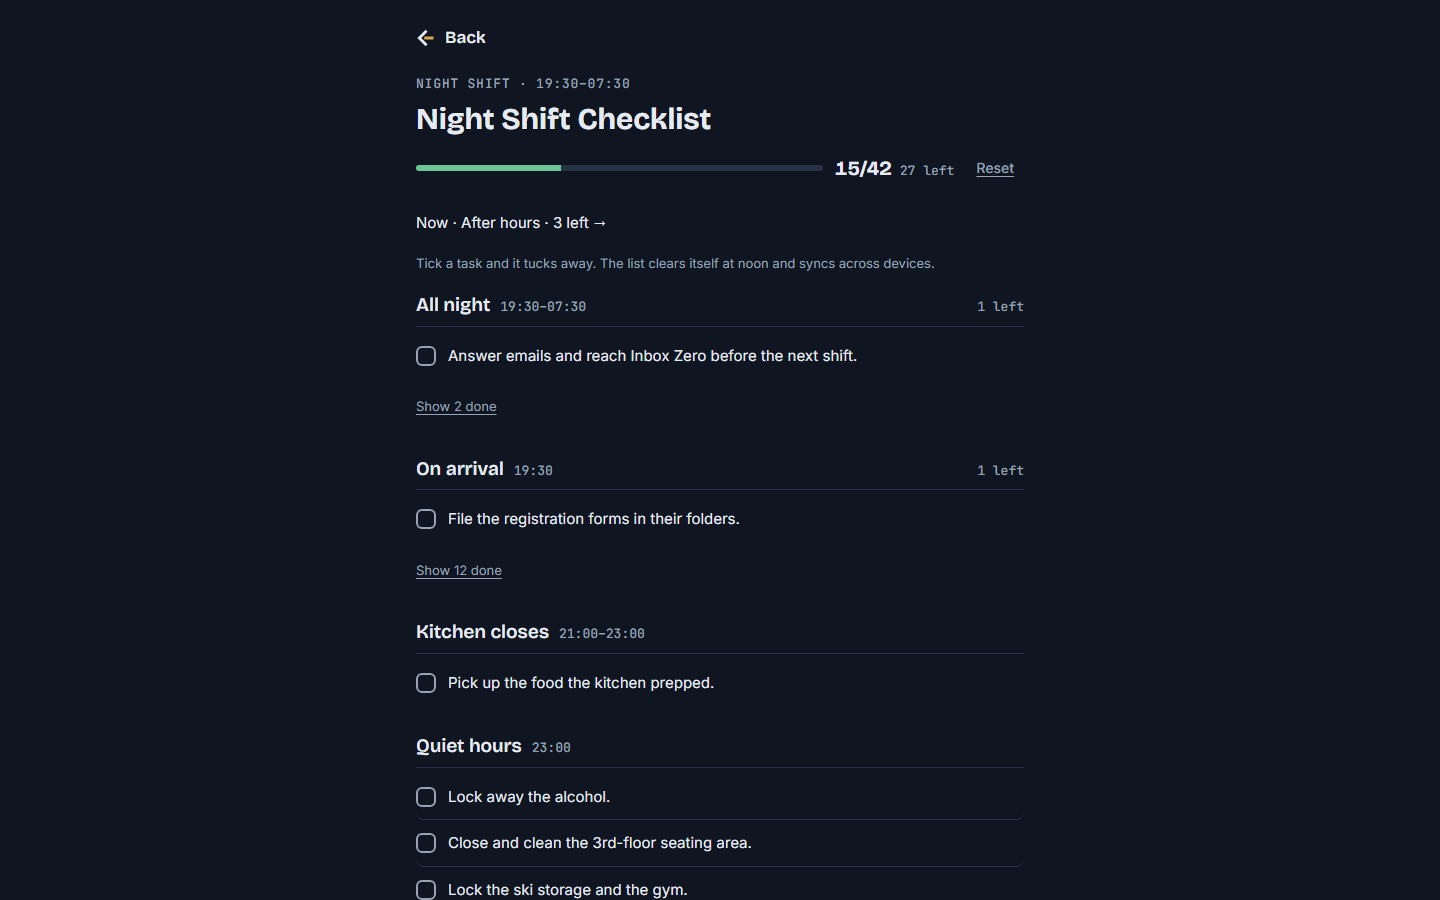 Back
NIGHT SHIFT · 19:30–07:30
Night Shift Checklist
15/42 27 left Reset
Now · After hours · 3 left →
Tick a task and it tucks away. The list clears itself at noon and syncs across devices.
All night 19:30–07:30 1 left
Answer emails and reach Inbox Zero before the next shift.
Show 2 done
On arrival 19:30 1 left
File the registration forms in their folders.
Show 12 done
Kitchen closes 21:00–23:00
Pick up the food the kitchen prepped.
Quiet hours 23:00
Lock away the alcohol.
Close and clean the 3rd-floor seating area.
Lock the ski storage and the gym.